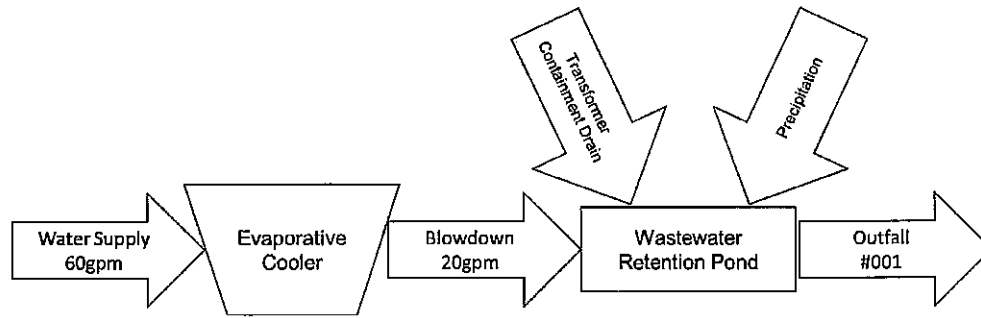 Transformer
Containment Drain
Precipitation
Water Supply
60gpm
Evaporative
Cooler
Blowdown
20gpm
Wastewater
Retention Pond
Outfall
#001